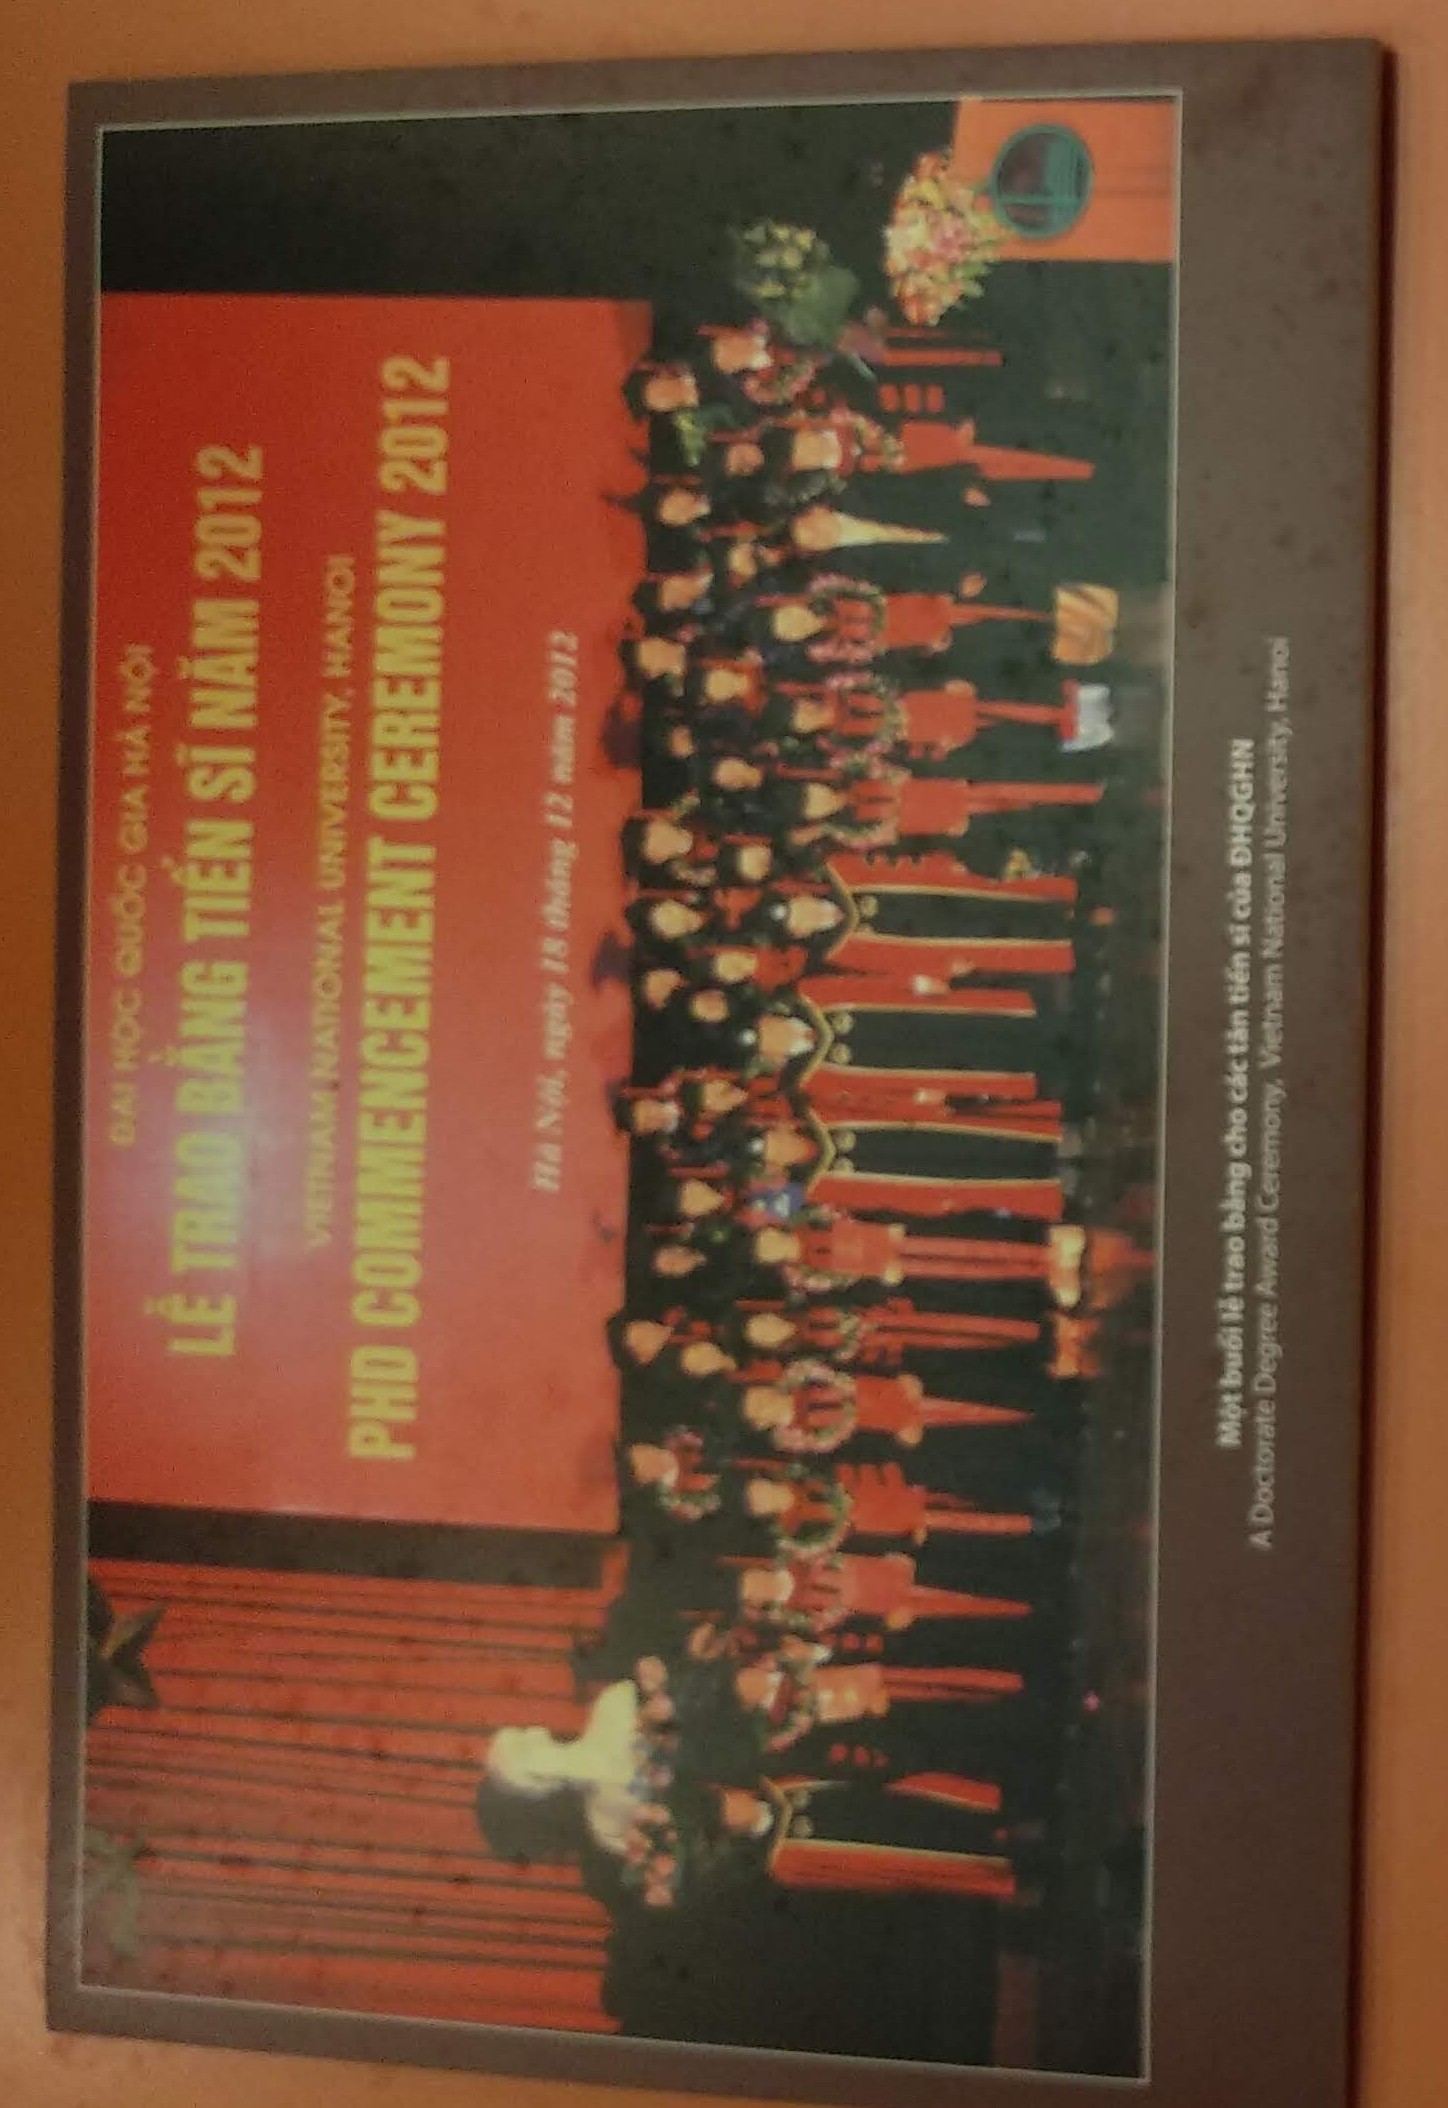 ĐẠI HỌC QUỐC GIA HÀ NỘI
LỄ TRAO BẰNG TIẾN SĨ NĂM 2012
VIETNAM NATIONAL UNIVERSITY, HANOI
PHD COMMENCEMENT CEREMONY 2012
Hà Nội, ngày 18 tháng 12 năm 2012
Một buổi lễ trao bằng cho các tân tiến sĩ của ĐHQGHN
A Doctorate Degree Award Ceremony, Vietnam National University, Hanoi